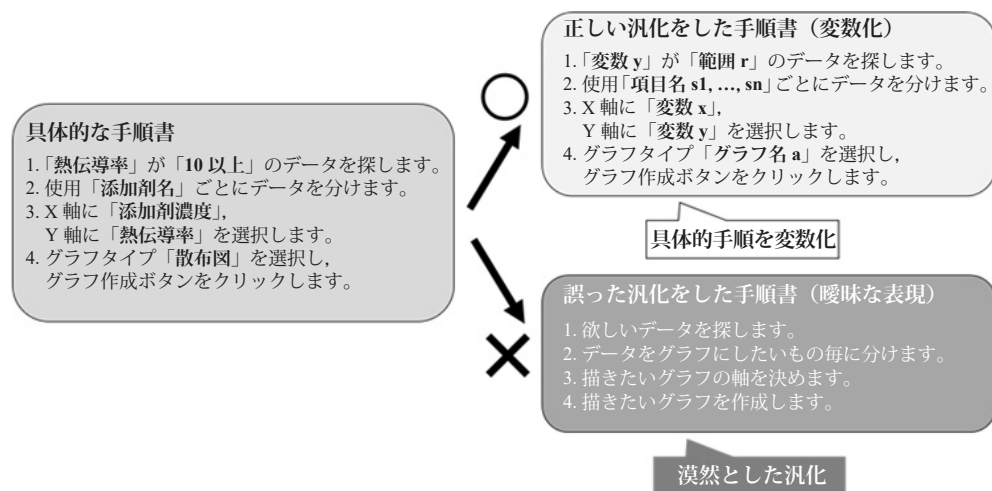 具体的な手順書
1.「熱伝導率」が「10 以上」のデータを探します。
2. 使用「添加剤名」ごとにデータを分けます。
3. X 軸に「添加剤濃度」,
Y 軸に「熱伝導率」を選択します。
4. グラフタイプ「散布図」を選択し,
グラフ作成ボタンをクリックします。
正しい汎化をした手順書（変数化）
1.「変数 y」が「範囲 r」のデータを探します。
2. 使用「項目名 s1, …, sn」ごとにデータを分けます。
3. X 軸に「変数 x」,
Y 軸に「変数 y」を選択します。
4. グラフタイプ「グラフ名 a」を選択し,
グラフ作成ボタンをクリックします。
具体的手順を変数化
誤った汎化をした手順書（曖昧な表現）
1. 欲しいデータを探します。
2. データをグラフにしたいもの毎に分けます。
3. 描きたいグラフの軸を決めます。
4. 描きたいグラフを作成します。
漠然とした汎化